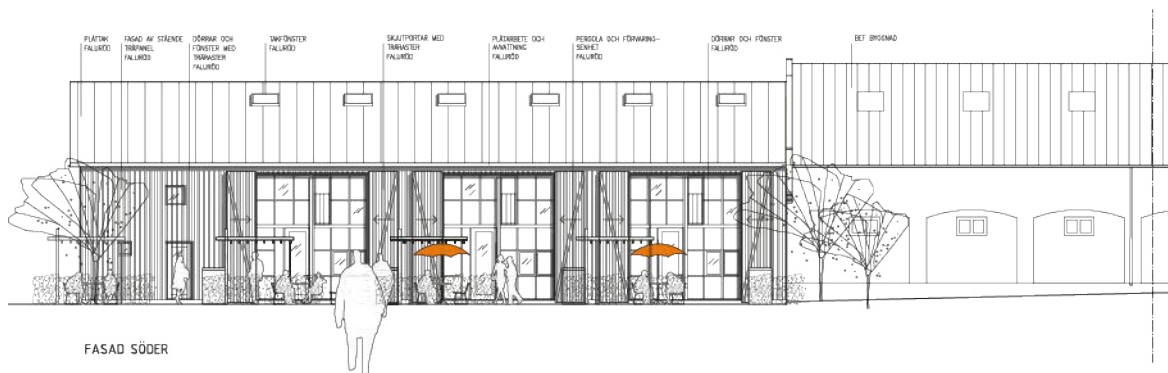 PLÅTTAK
FALURÖD
FASAD AV STÅENDE
TRÄPANEL
FALURÖD
DÖRRAR OCH
FÖNSTER MED
TRÄRASTER
FALURÖD
TAKFÖNSTER
FALURÖD
SKJUTPORTAR MED
TRÄRASTER
FALURÖD
PLÅTARBETE OCH
AVVATTNING
FALURÖD
PERGOLA OCH FÖRVARING-
SENHET
FALURÖD
DÖRRAR OCH FÖNSTER
FALURÖD
BEF BYGGNAD
FASAD SÖDER